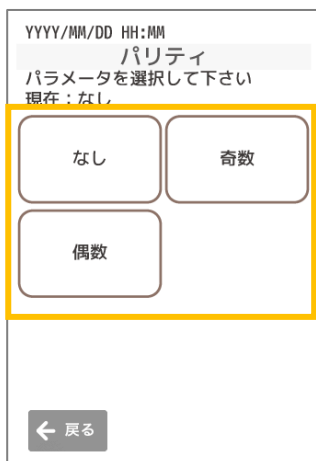 YYYY/MM/DD HH:MM
パリティ
パラメータを選択して下さい
現在：なし
なし
奇数
偶数
戻る